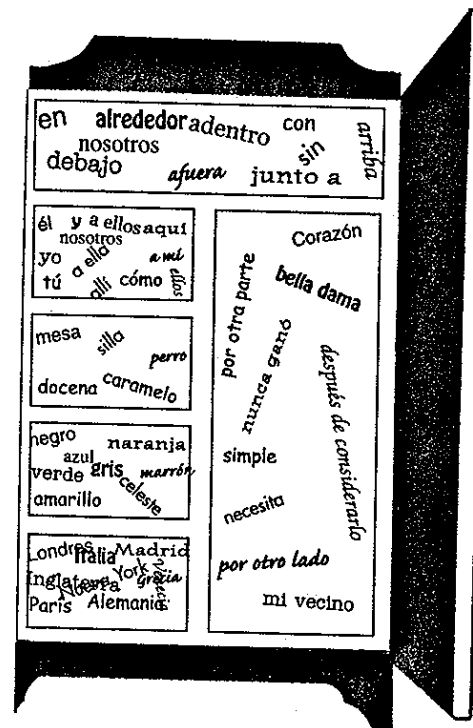 en alrededor adentro con arriba
nosotros sin
debajo afuera junto a
él y a ellos aquí
nosotros
yo a ella a mí
tú allí cómo ellos
mesa silla perro
docena caramelo
negro naranja
azul
verde gris marrón
amarillo celeste
Londres Italia Madrid
Inglaterra Nueva York Grecia Venecia
París Alemania
Corazón
por otra parte bella dama
nunca ganó después de considerarlo
simple
necesita
por otro lado
mi vecino